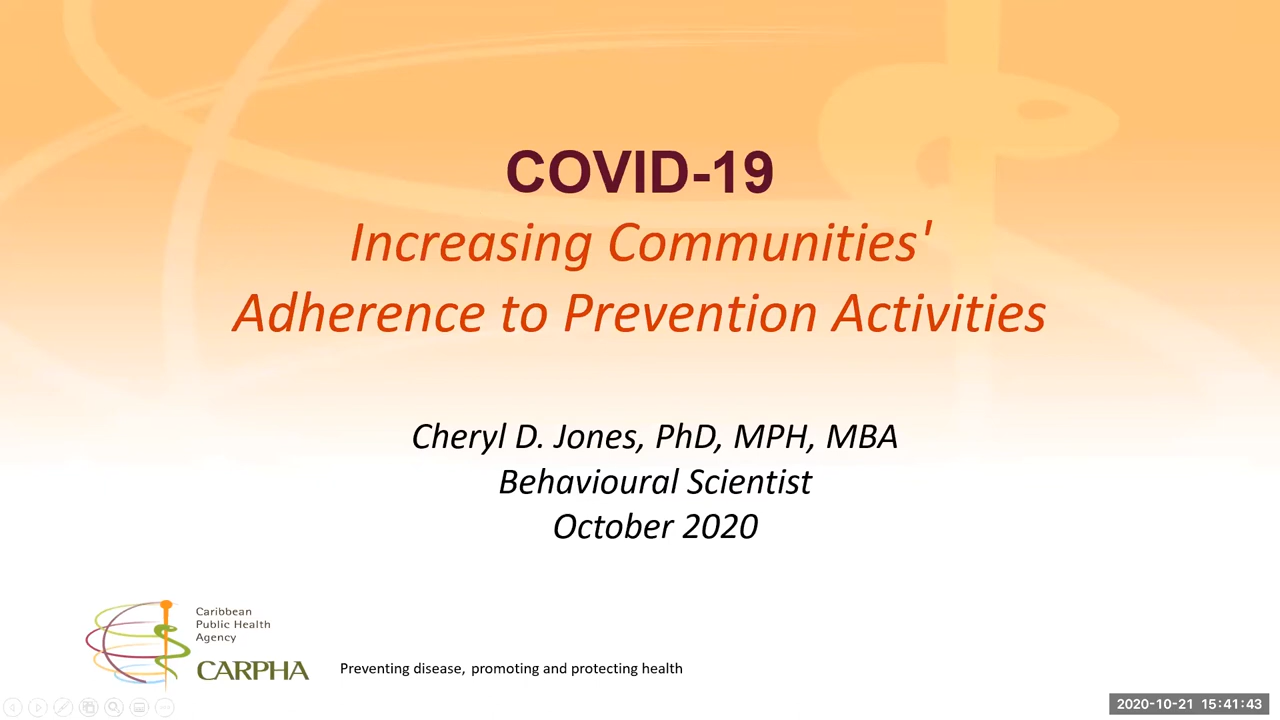 COVID-19
Increasing Communities'
Adherence to Prevention Activities
Cheryl D. Jones, PhD, MPH, MBA
Behavioural Scientist
October 2020
Caribbean
Public Health
Agency
CARPHA
Preventing disease, promoting and protecting health
2020-10-21 15:41:43